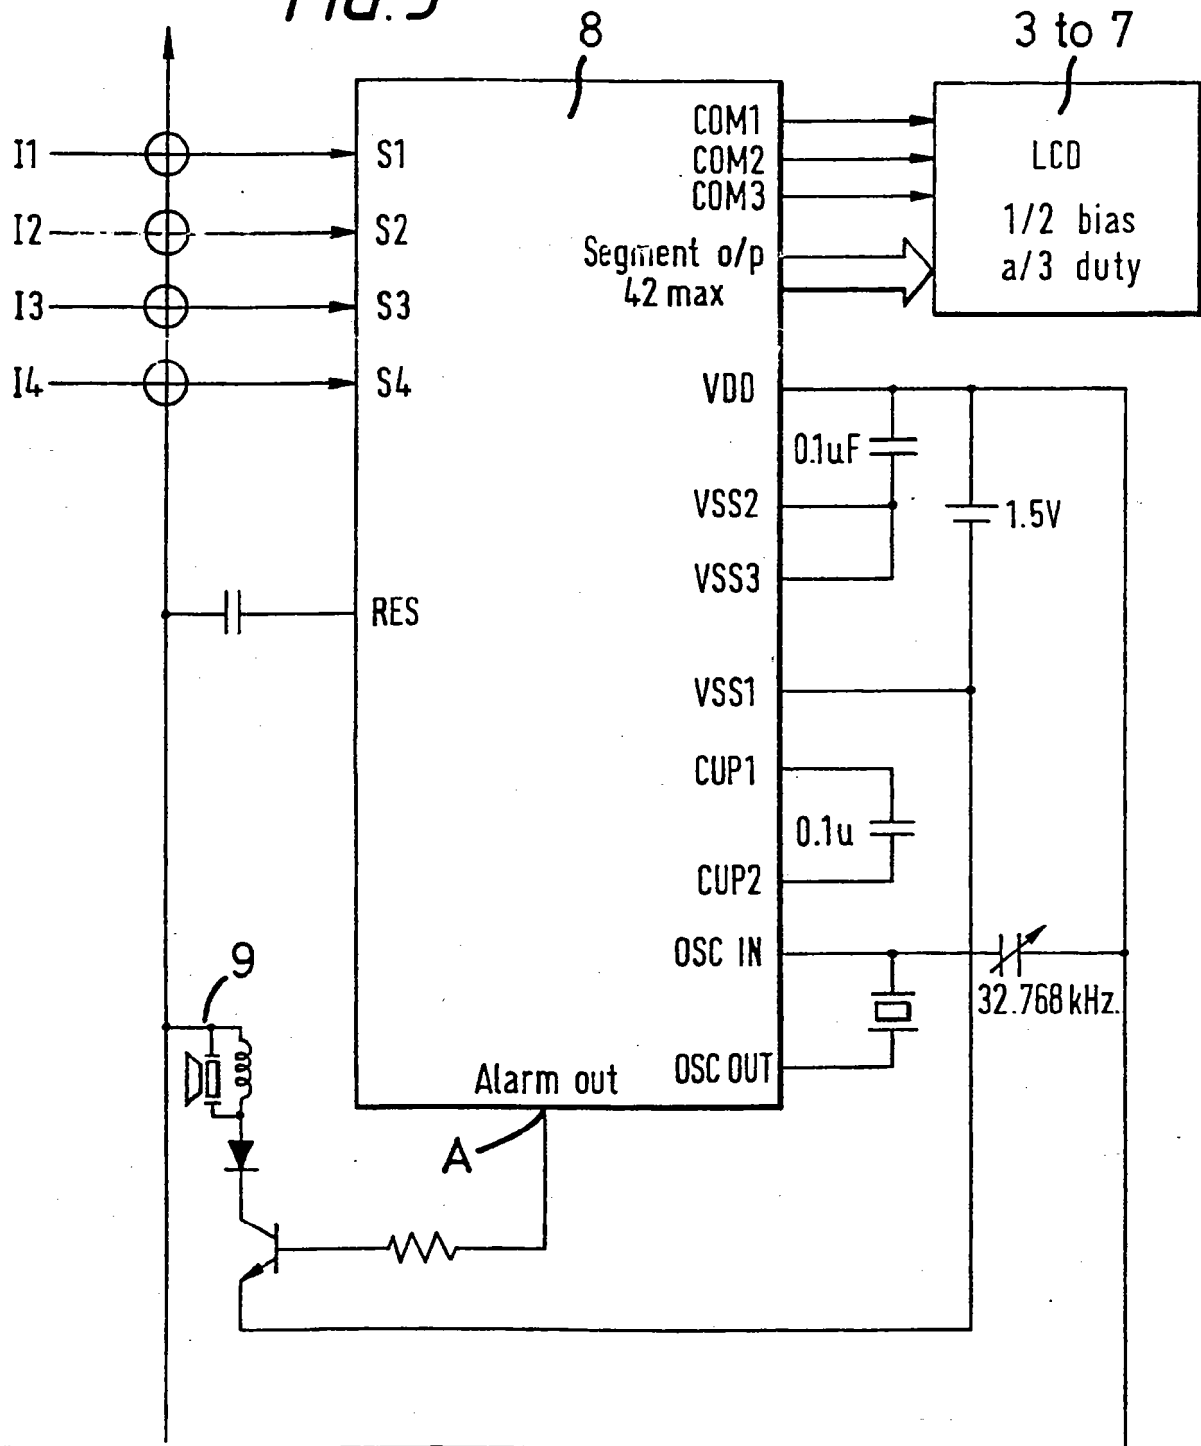 FIG.5
8
3 to 7
I1
S1
COM1
COM2
COM3
LCD
1/2 bias
a/3 duty
I2
S2
Segment o/p
42 max
I3
S3
I4
S4
VDD
0.1uF
VSS2
1.5V
VSS3
RES
VSS1
CUP1
0.1u
CUP2
OSC IN
32.768 kHz.
9
OSC OUT
Alarm out
A